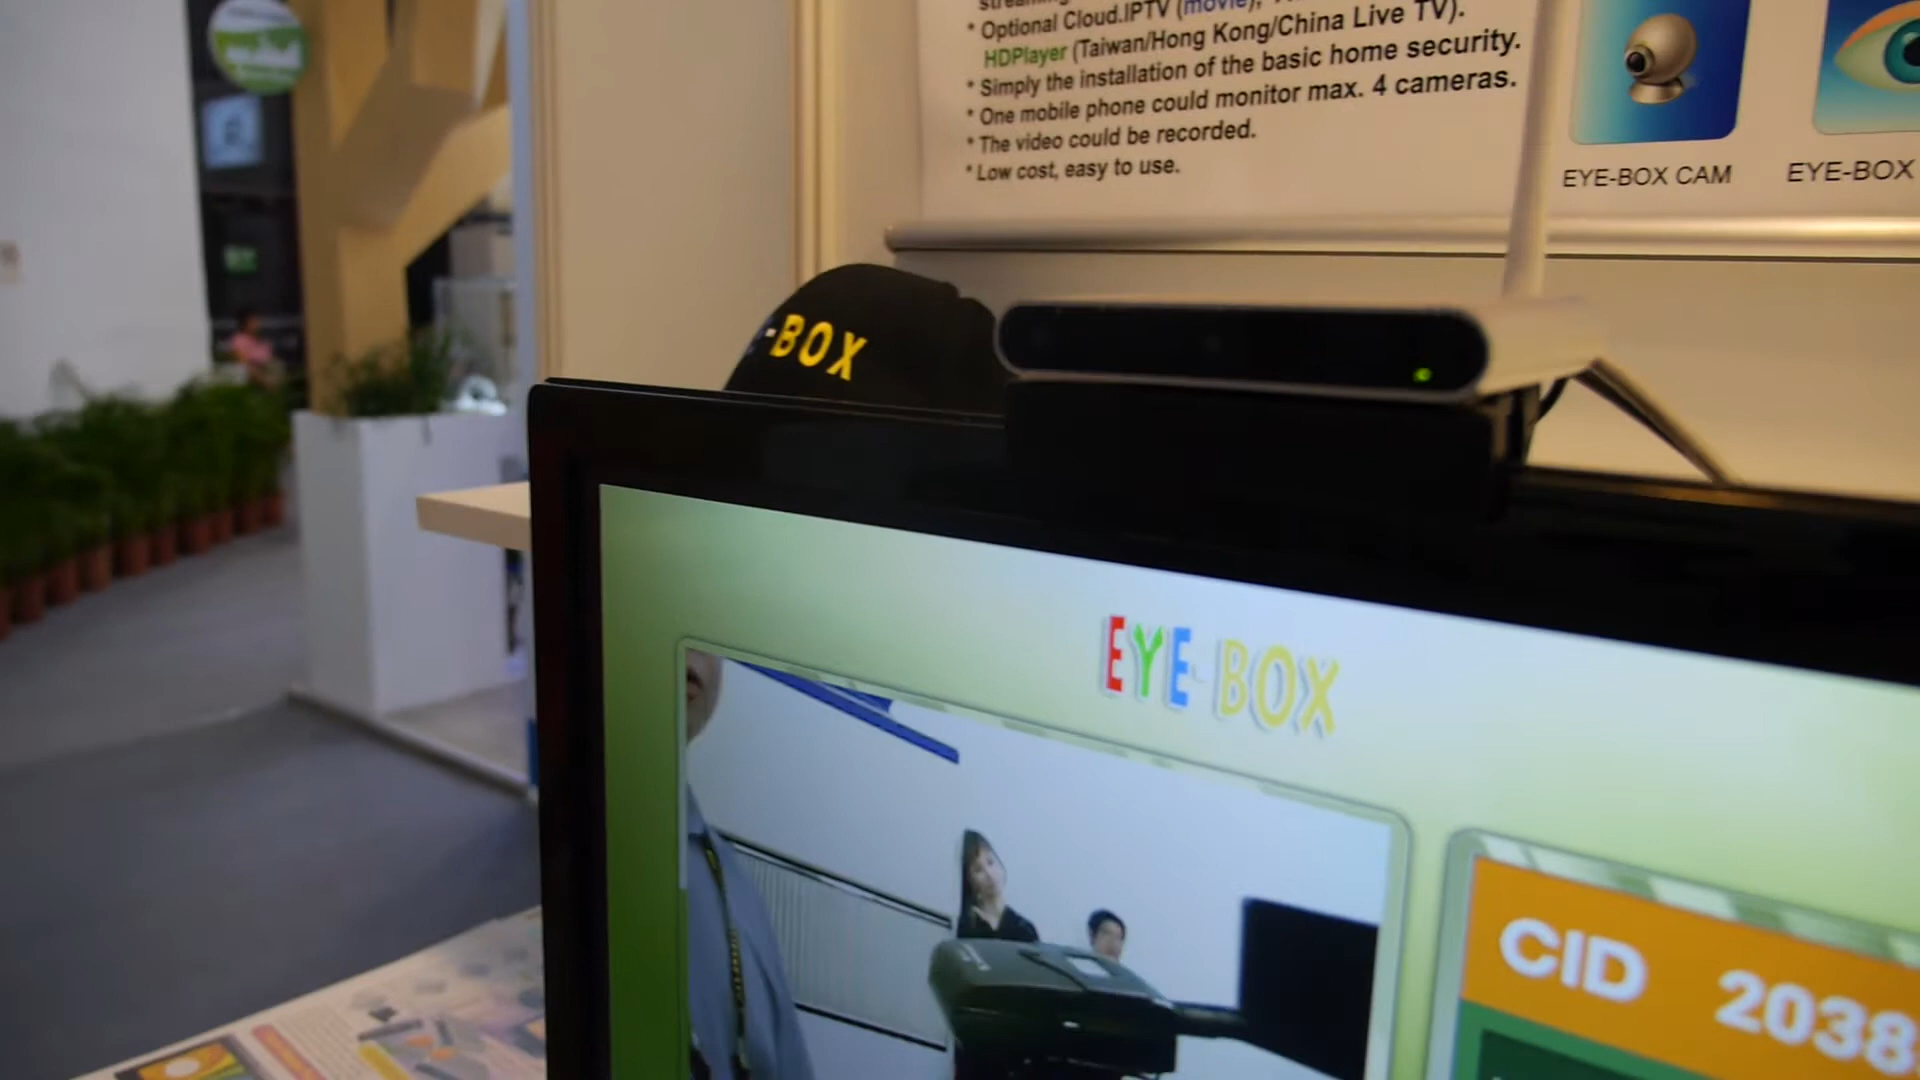 * Optional Cloud.IPTV (movie),
HDPlayer (Taiwan/Hong Kong/China Live TV).
* Simply the installation of the basic home security.
* One mobile phone could monitor max. 4 cameras.
* The video could be recorded.
* Low cost, easy to use.
EYE-BOX CAM
EYE-BOX
-BOX
EYE-BOX
CID 2038